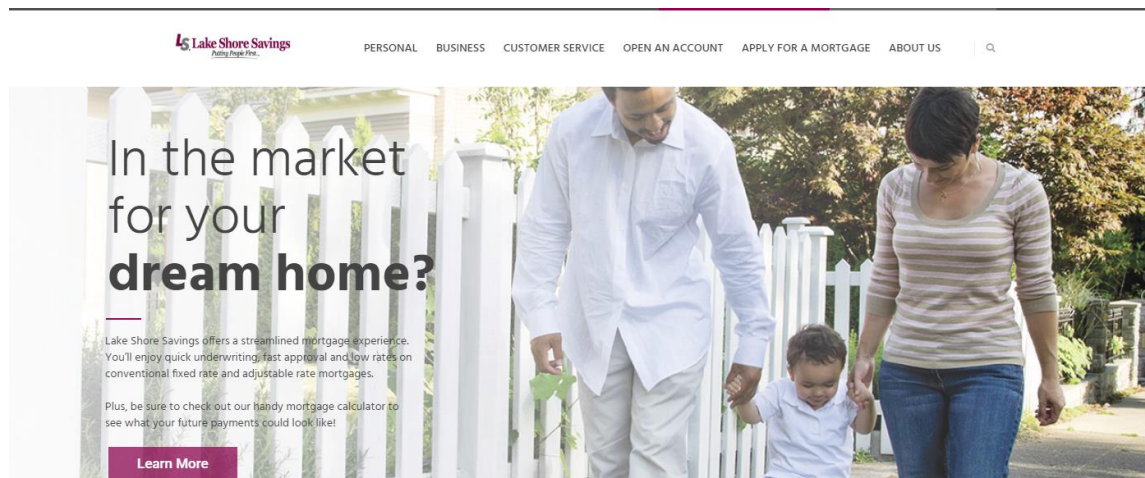 LS Lake Shore Savings
Putting People First...
PERSONAL BUSINESS CUSTOMER SERVICE OPEN AN ACCOUNT APPLY FOR A MORTGAGE ABOUT US
In the market
for your
dream home?
Lake Shore Savings offers a streamlined mortgage experience.
You'll enjoy quick underwriting, fast approval and low rates on
conventional fixed rate and adjustable rate mortgages.
Plus, be sure to check out our handy mortgage calculator to
see what your future payments could look like!
Learn More